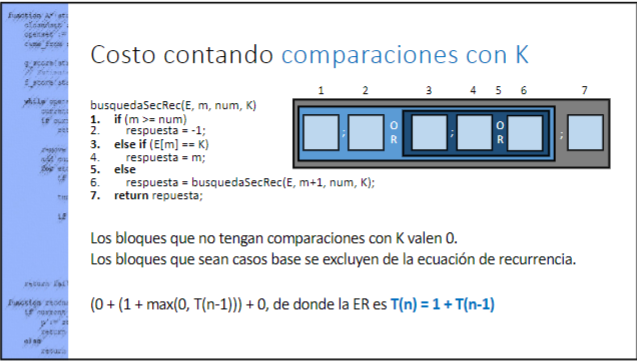 Costo contando comparaciones con K
1 2 3 4 5 6 7
busquedaSecRec(E, m, num, K)
1. if (m >= num)
2. respuesta = -1;
3. else if (E[m] == K)
4. respuesta = m;
5. else
6. respuesta = busquedaSecRec(E, m+1, num, K);
7. return repuesta;
; OR ; OR ;
Los bloques que no tengan comparaciones con K valen 0.
Los bloques que sean casos base se excluyen de la ecuación de recurrencia.
(0 + (1 + max(0, T(n-1))) + 0, de donde la ER es T(n) = 1 + T(n-1)